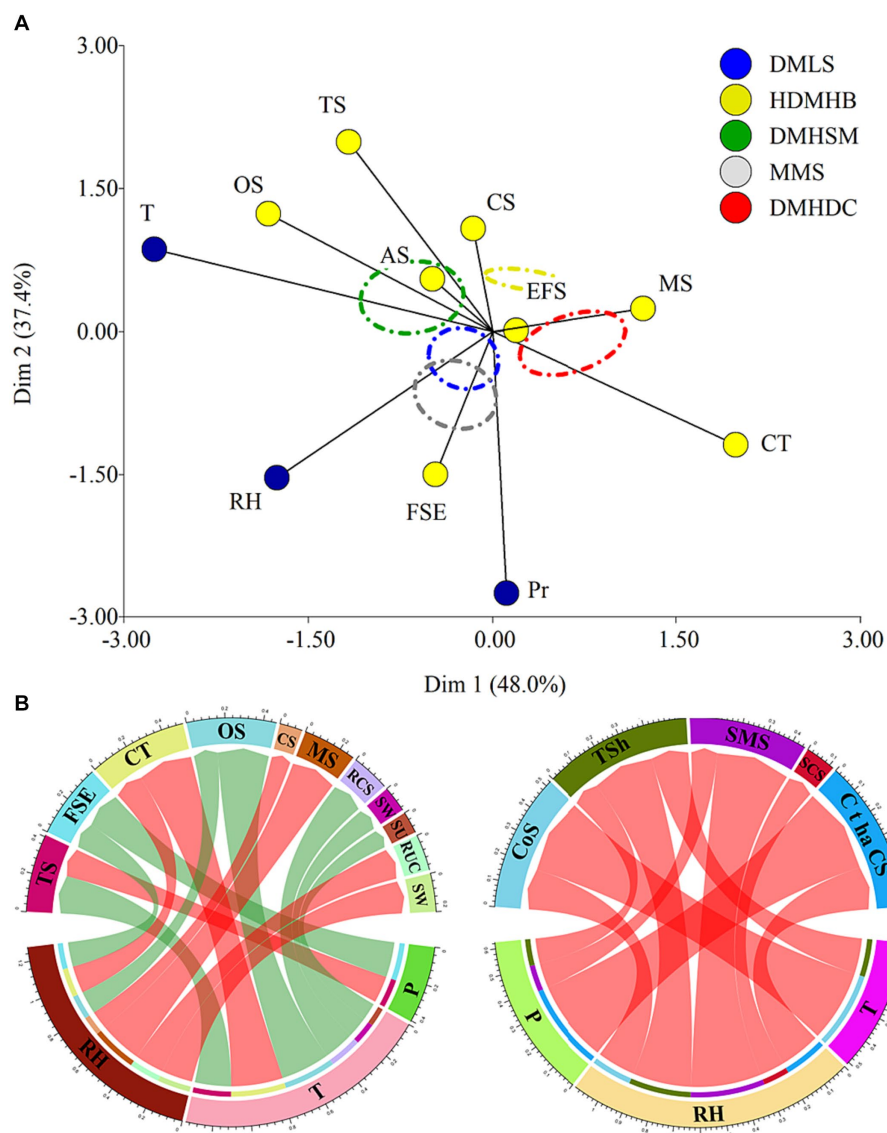 A
3.00
1.50
0.00
-1.50
-3.00
-3.00
-1.50
0.00
1.50
3.00
Dim 2 (37.4%)
Dim 1 (48.0%)
DMLS
HDMHB
DMHSM
MMS
DMHDC
TS
OS
T
CS
AS
EFS
MS
CT
RH
FSE
Pr
B
TS
FSE
CT
OS
CS
MS
RCS
SW
SU
RUC
SW
P
T
RH
CoS
TSh
SMS
SCS
C t ha CS
T
RH
P